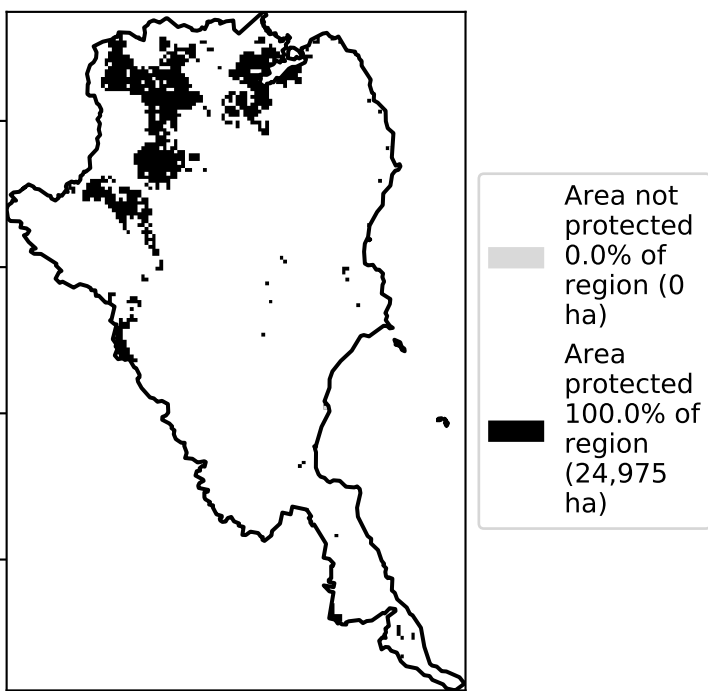 Area not
protected
0.0% of
region (0
ha)
Area
protected
100.0% of
region
(24,975
ha)